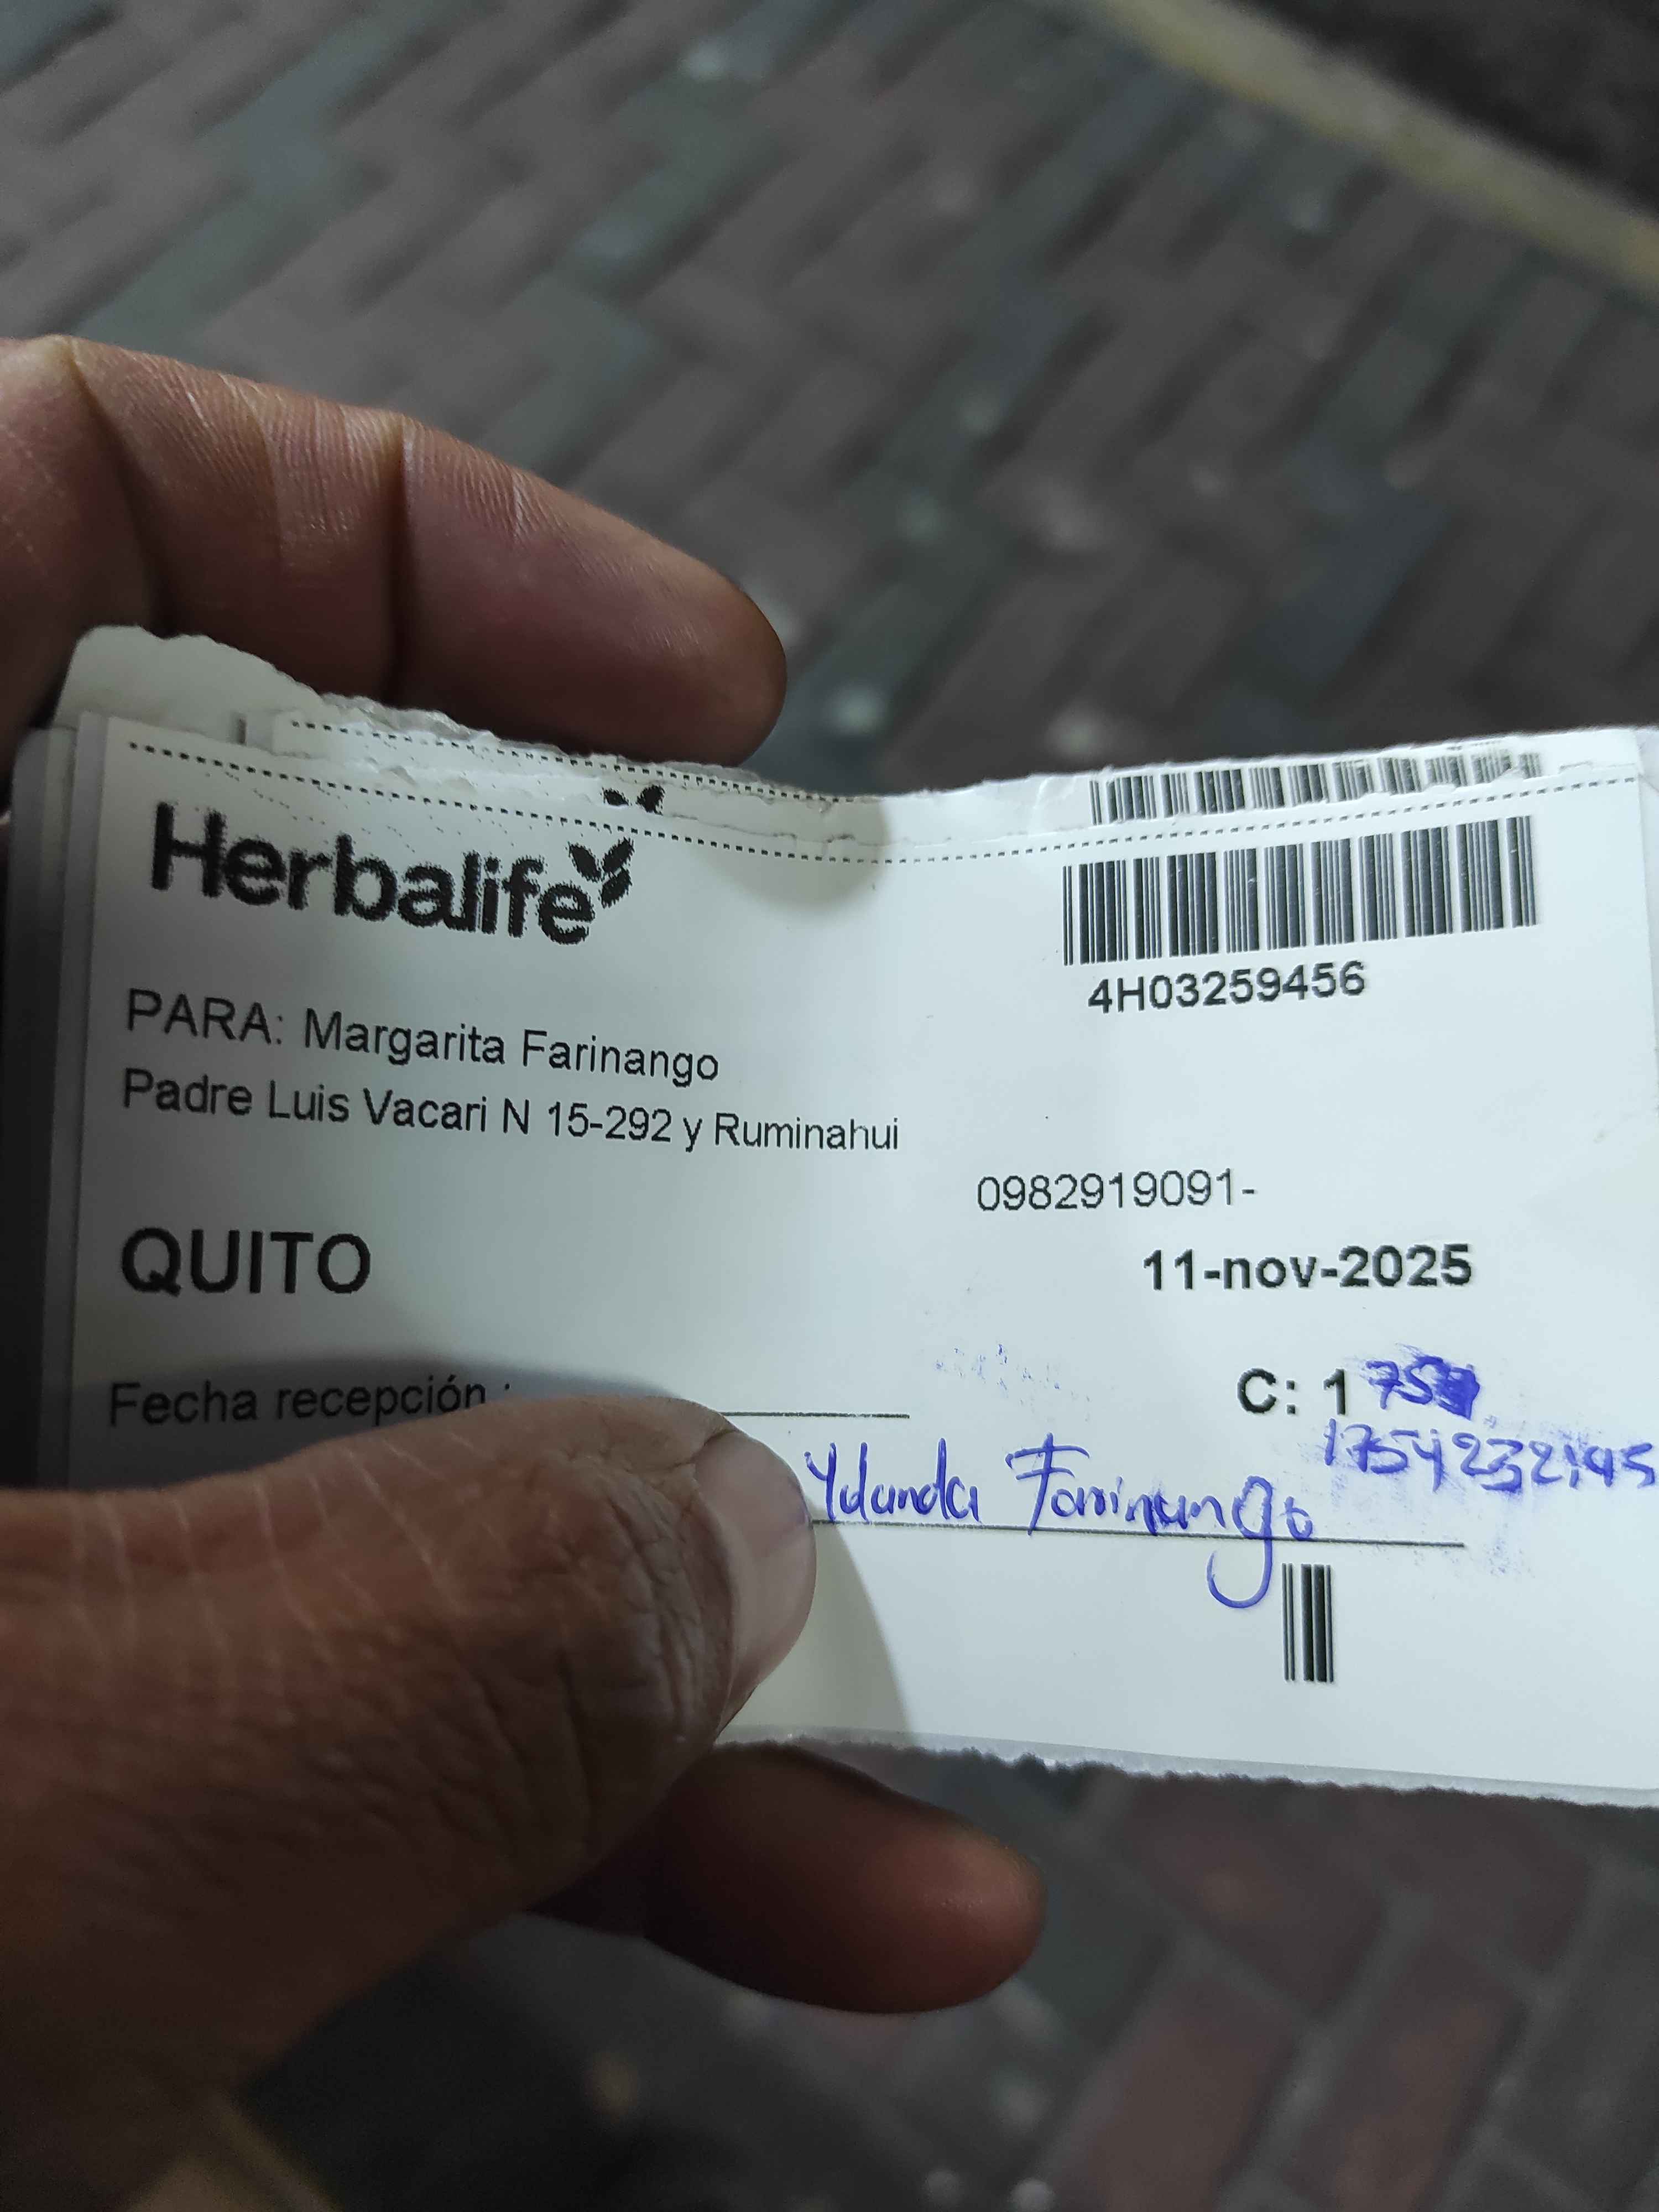 Herbalife
4H03259456
PARA: Margarita Farinango
Padre Luis Vacari N 15-292 y Ruminahui
0982919091-
QUITO
11-nov-2025
Fecha recepción :
C: 1
Yolanda Farinango